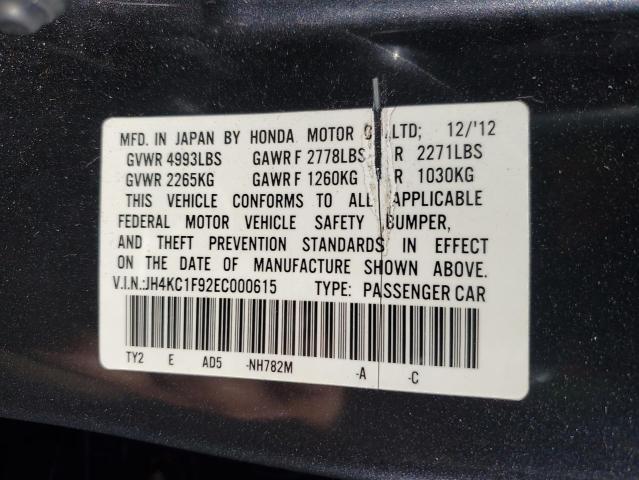 MFD. IN JAPAN BY HONDA MOTOR LTD; 12/'12
GVWR 4993LBS GAWR F 2778LBS R 2271LBS
GVWR 2265KG GAWR F 1260KG R 1030KG
THIS VEHICLE CONFORMS TO ALL APPLICABLE
FEDERAL MOTOR VEHICLE SAFETY BUMPER,
AND THEFT PREVENTION STANDARDS IN EFFECT
ON THE DATE OF MANUFACTURE SHOWN ABOVE.
V.I.N.:JH4KC1F92EC000615 TYPE: PASSENGER CAR
TY2 E AD5 -NH782M -A -C